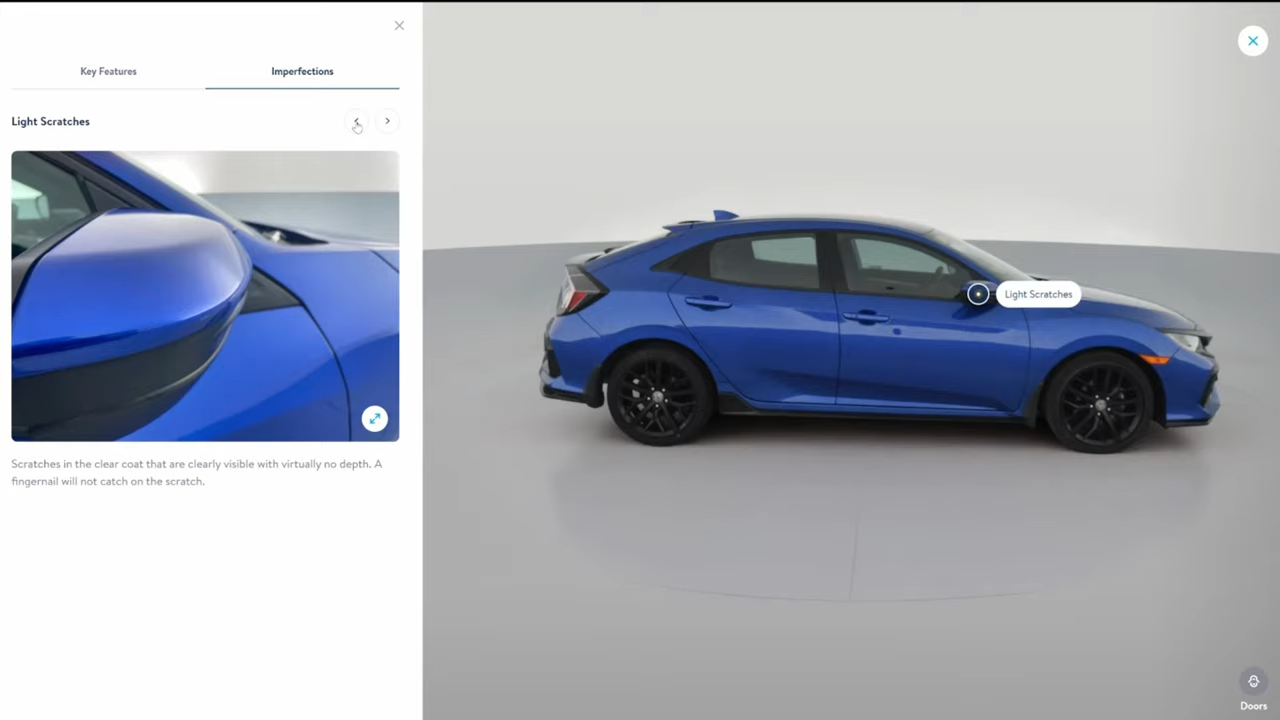 Key Features
Imperfections
Light Scratches
Scratches in the clear coat that are clearly visible with virtually no depth. A
fingernail will not catch on the scratch.
Light Scratches
Doors